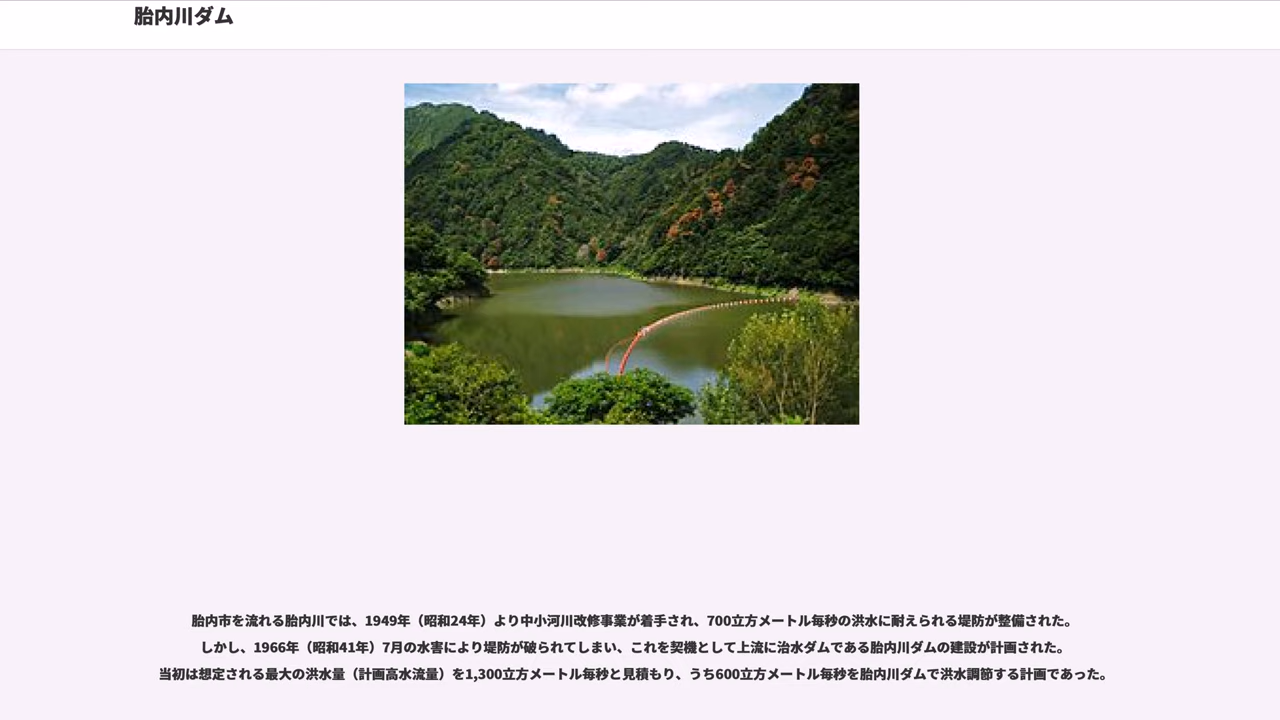 胎内川ダム
胎内市を流れる胎内川では、1949年（昭和24年）より中小河川改修事業が着手され、700立方メートル毎秒の洪水に耐えられる堤防が整備された。
しかし、1966年（昭和41年）7月の水害により堤防が破られてしまい、これを契機として上流に治水ダムである胎内川ダムの建設が計画された。
当初は想定される最大の洪水量（計画高水流量）を1,300立方メートル毎秒と見積もり、うち600立方メートル毎秒を胎内川ダムで洪水調節する計画であった。